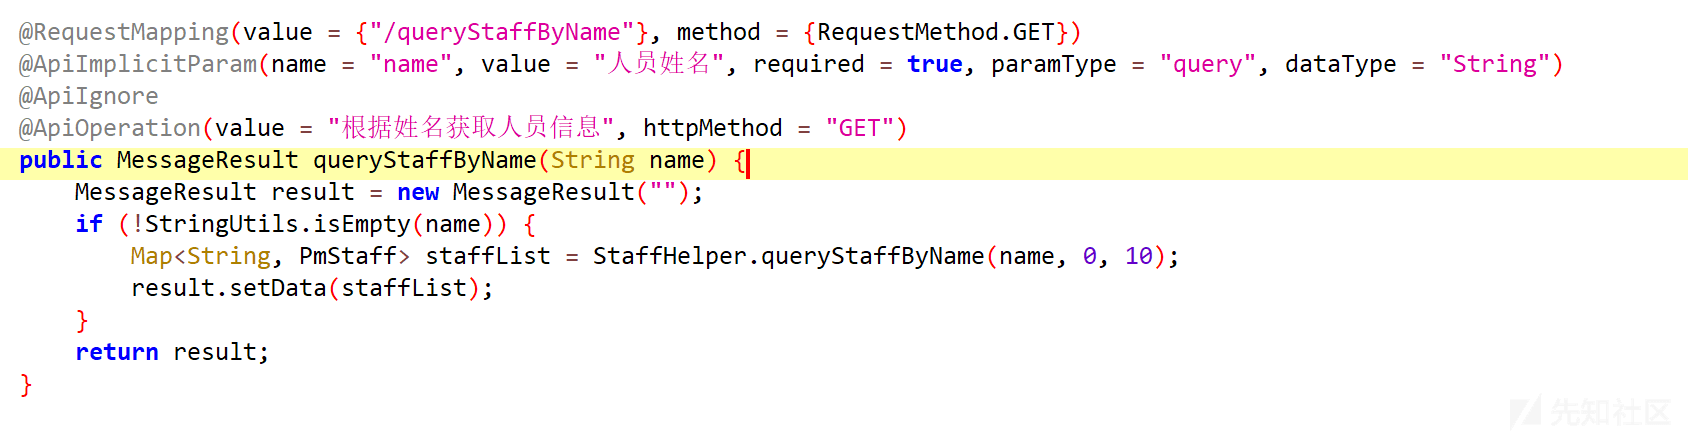 @RequestMapping(value = {"/queryStaffByName"}, method = {RequestMethod.GET})
@ApiImplicitParam(name = "name", value = "人员姓名", required = true, paramType = "query", dataType = "String")
@ApiIgnore
@ApiOperation(value = "根据姓名获取人员信息", httpMethod = "GET")
public MessageResult queryStaffByName(String name) {
    MessageResult result = new MessageResult("");
    if (!StringUtils.isEmpty(name)) {
        Map<String, PmStaff> staffList = StaffHelper.queryStaffByName(name, 0, 10);
        result.setData(staffList);
    }
    return result;
}
先知社区